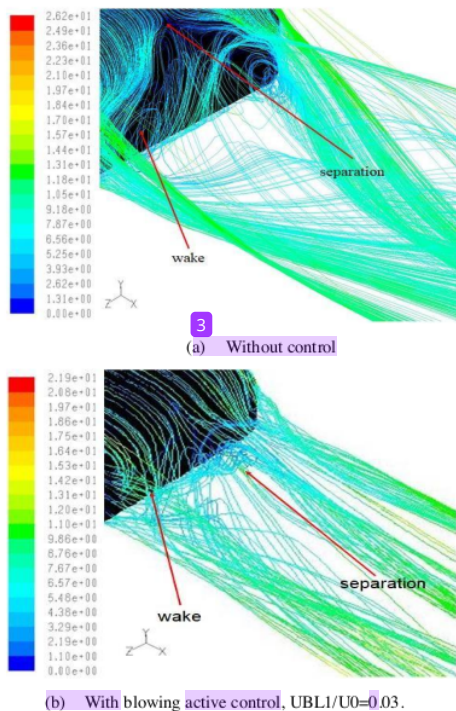 2.62e+01
2.49e+01
2.36e+01
2.23e+01
2.10e+01
1.97e+01
1.84e+01
1.70e+01
1.57e+01
1.44e+01
1.31e+01
1.18e+01
1.05e+01
9.18e+00
7.87e+00
6.56e+00
5.25e+00
3.93e+00
2.62e+00
1.31e+00
0.00e+00
separation
wake
Y
Z X
3
(a) Without control
2.19e+01
2.08e+01
1.97e+01
1.86e+01
1.75e+01
1.64e+01
1.53e+01
1.42e+01
1.31e+01
1.20e+01
1.10e+01
9.86e+00
8.76e+00
7.67e+00
6.57e+00
5.48e+00
4.38e+00
3.29e+00
2.19e+00
1.10e+00
0.00e+00
separation
wake
Y
Z X
(b) With blowing active control, UBL1/U0=0.03.